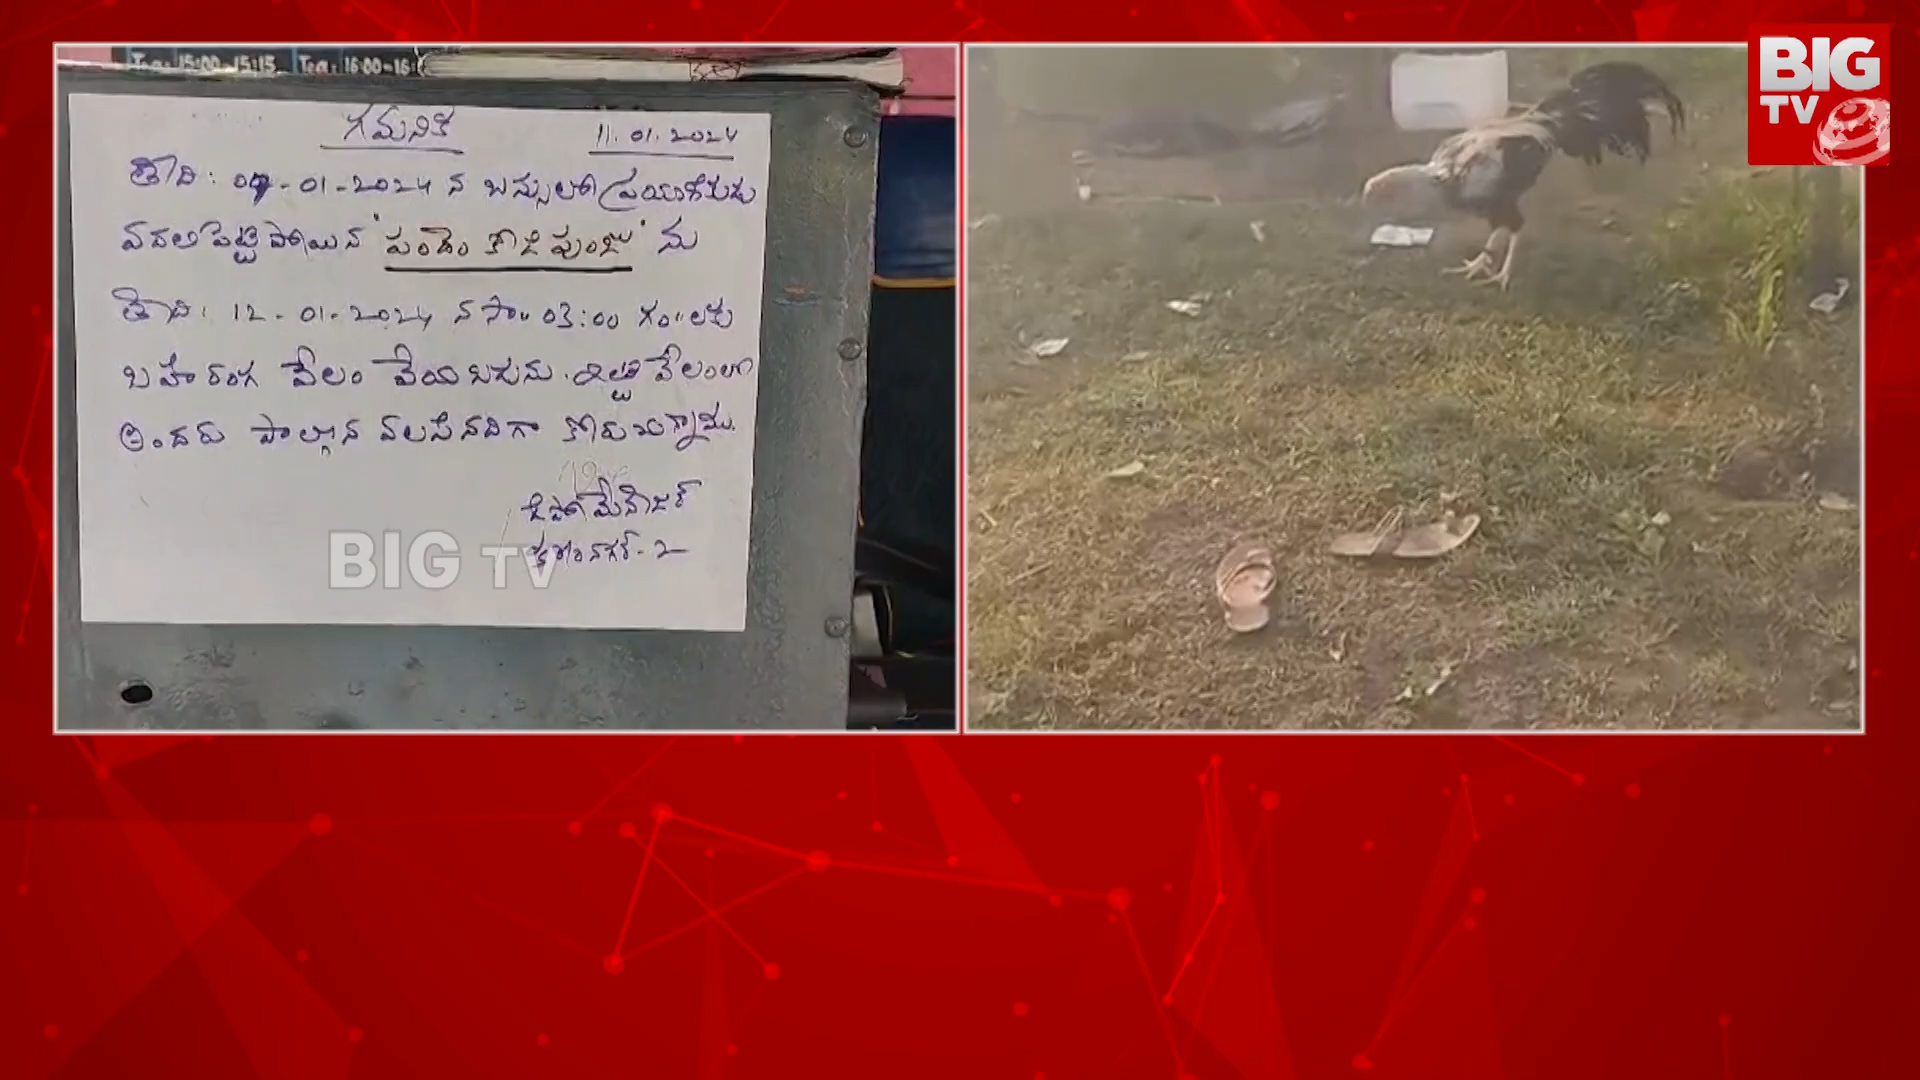 Tea: 15:00-15:15 Tea: 16:00-16:
గమనిక
11.01.2024
తేది: 09-01-2024 న బస్సులో ప్రయాణికుడు
వదలి పెట్టి పోయిన 'పందెం కోడి పుంజు' ను
తేది: 12-01-2024 న సా" 03:00 గం"లకు
బహిరంగ వేలం వేయబడును. ఇట్టి వేలంలో
అందరు పాల్గొన వలసినదిగా కోరుచున్నాము.
డిపో మేనేజర్
కరీంనగర్-2
BIG TV
BIG
TV